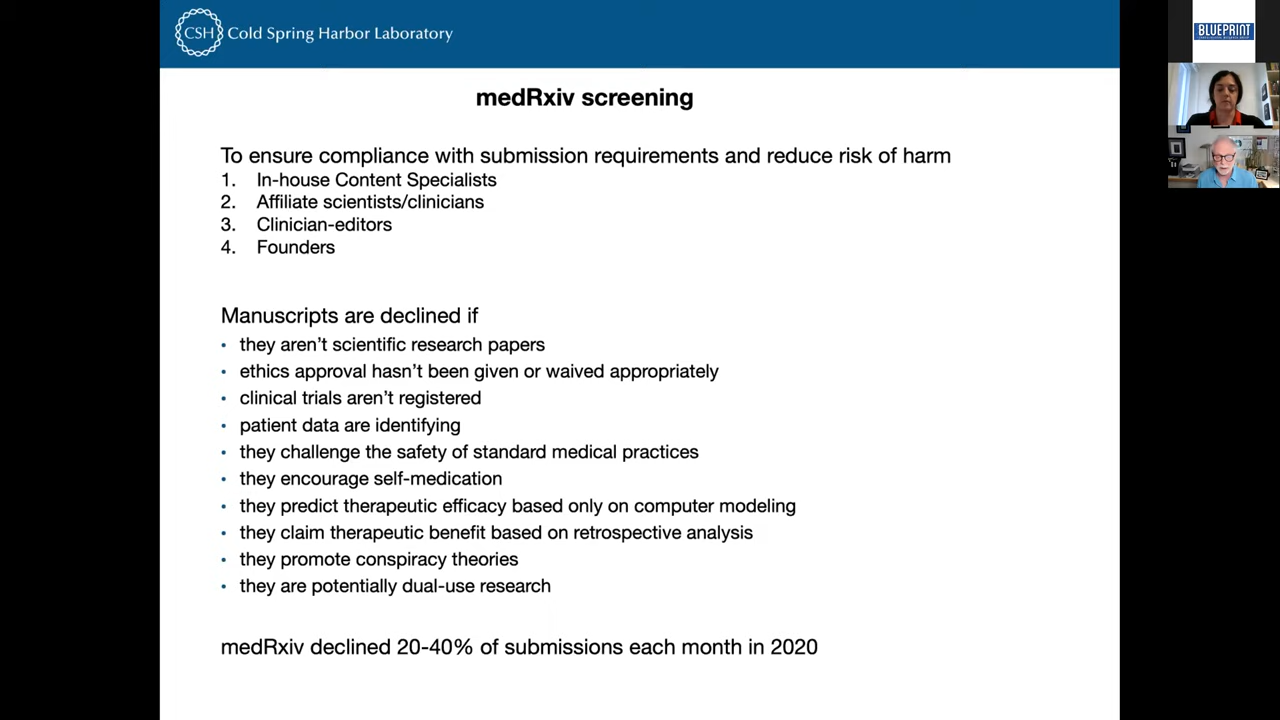 CSH Cold Spring Harbor Laboratory
BLUEPRINT
medRxiv screening
To ensure compliance with submission requirements and reduce risk of harm
1. In-house Content Specialists
2. Affiliate scientists/clinicians
3. Clinician-editors
4. Founders
Manuscripts are declined if
• they aren’t scientific research papers
• ethics approval hasn’t been given or waived appropriately
• clinical trials aren’t registered
• patient data are identifying
• they challenge the safety of standard medical practices
• they encourage self-medication
• they predict therapeutic efficacy based only on computer modeling
• they claim therapeutic benefit based on retrospective analysis
• they promote conspiracy theories
• they are potentially dual-use research
medRxiv declined 20-40% of submissions each month in 2020